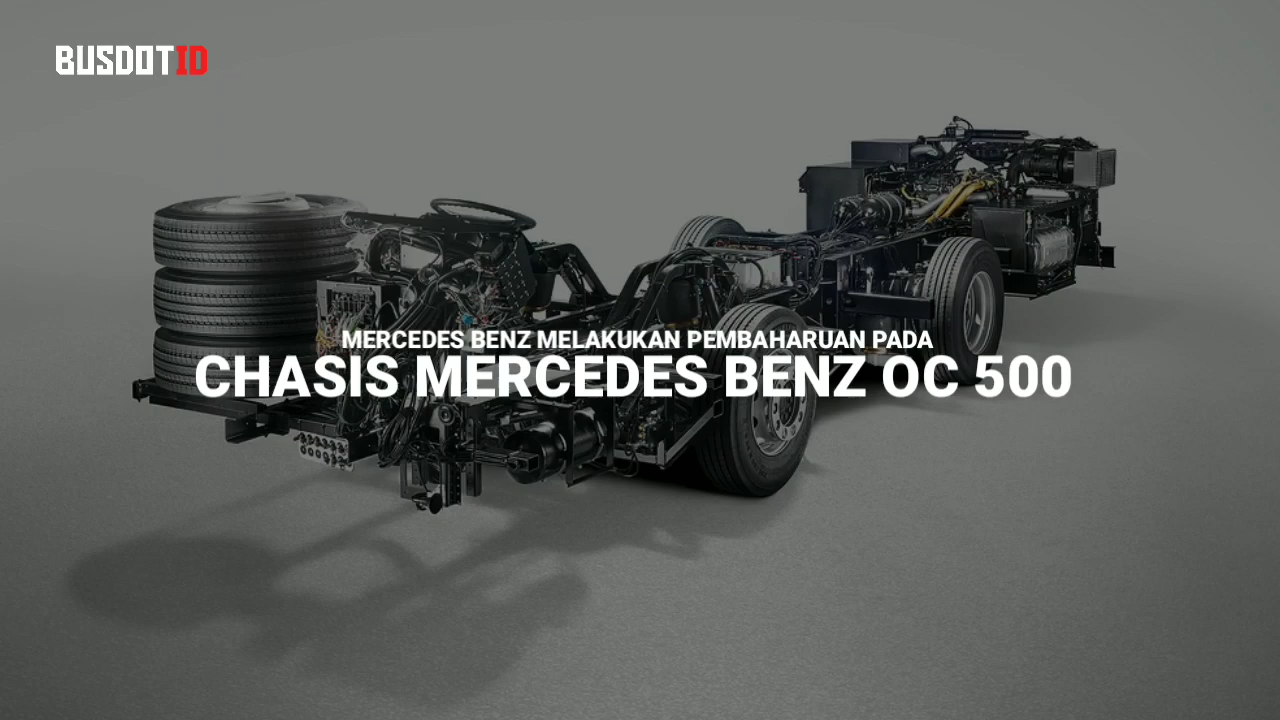 BUSDOTID
MERCEDES BENZ MELAKUKAN PEMBAHARUAN PADA
CHASIS MERCEDES BENZ OC 500